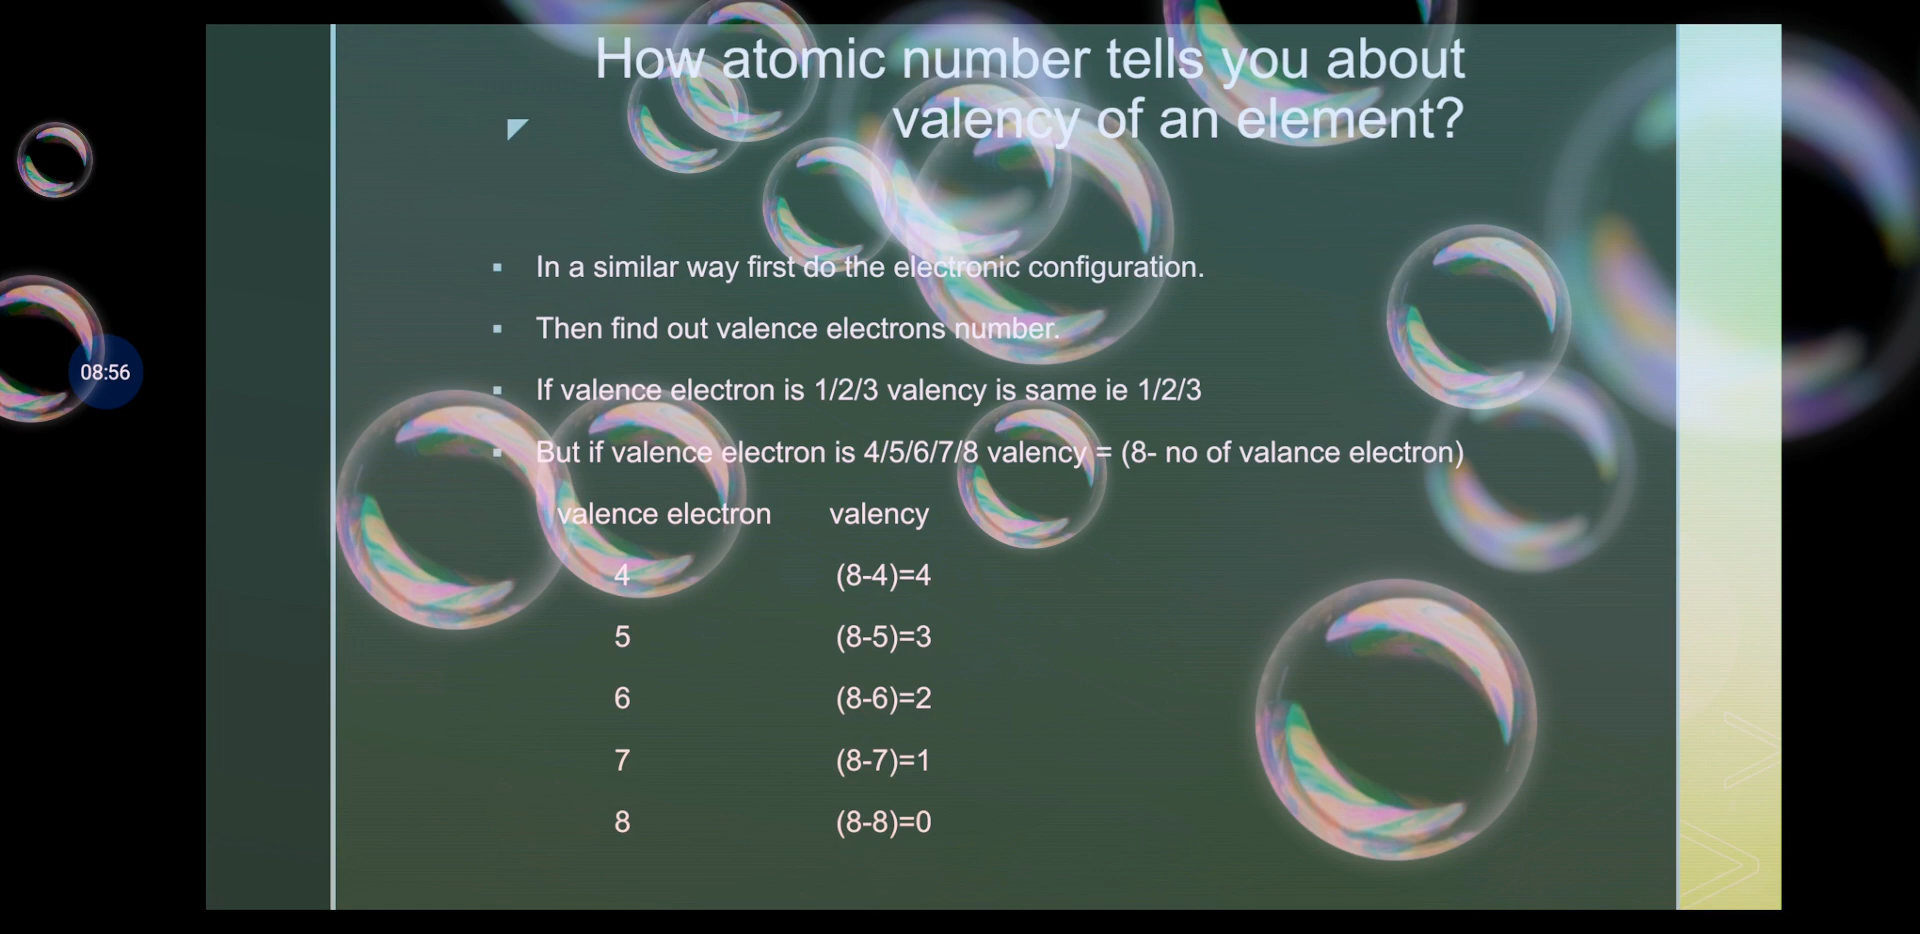 How atomic number tells you about
valency of an element?
In a similar way first do the electronic configuration.
Then find out valence electrons number.
If valence electron is 1/2/3 valency is same ie 1/2/3
But if valence electron is 4/5/6/7/8 valency = (8- no of valance electron)
valence electron valency
4 (8-4)=4
5 (8-5)=3
6 (8-6)=2
7 (8-7)=1
8 (8-8)=0
08:56